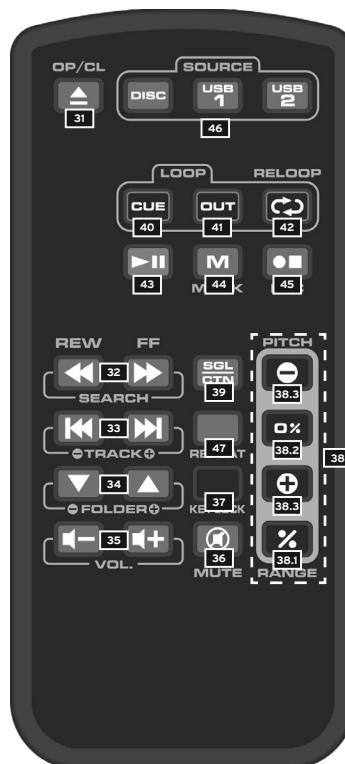 OP/CL SOURCE
DISC USB 1 USB 2
31
46
LOOP RELOOP
CUE OUT
40 41 42
M
43 44 45
REW FF PITCH
SGL
CTN
32 39 38.3
SEARCH
0%
33 47 38.2 38
TRACK
34 37 38.3
FOLDER
%
35 36 38.1
VOL. MUTE RANGE